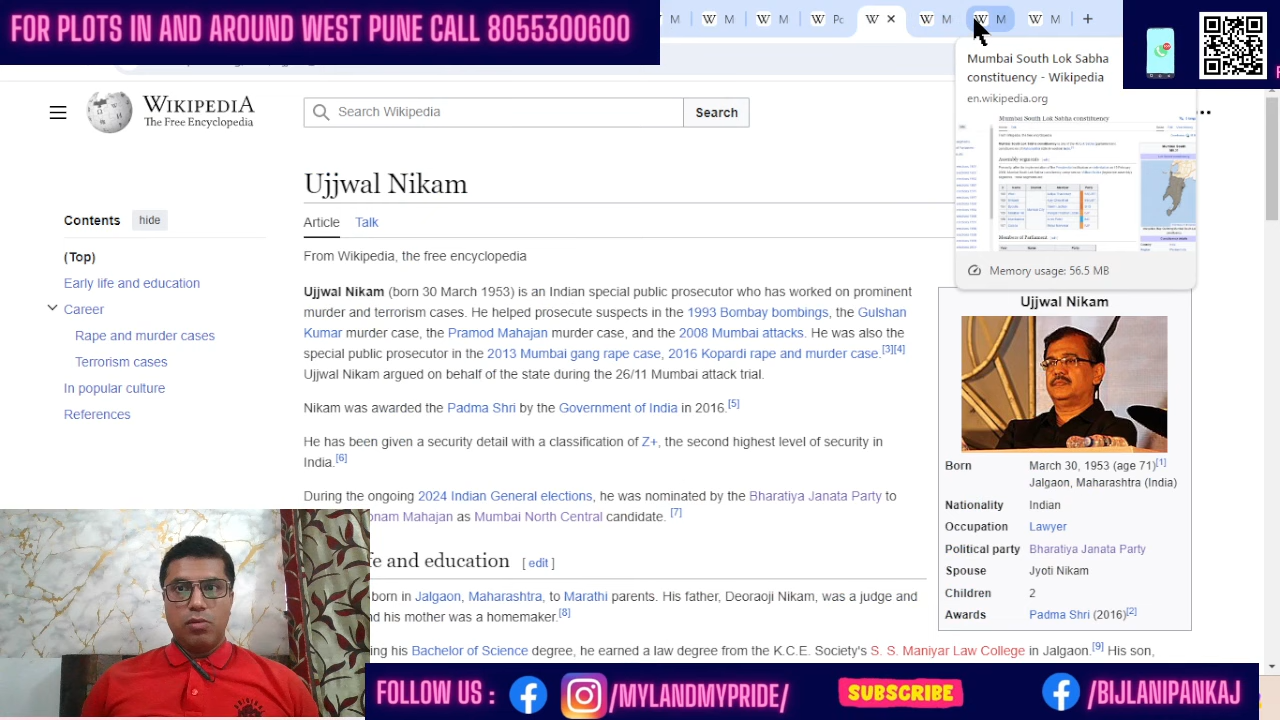 FOR PLOTS IN AND AROUND WEST PUNE CALL 8055300600
Mumbai South Lok Sabha
constituency - Wikipedia
en.wikipedia.org
Mumbai South Lok Sabha constituency
Memory usage: 56.5 MB
WIKIPEDIA
The Free Encyclopedia
Search Wikipedia
Search
jwal Nikam
Contents hide
(Top)
Early life and education
Career
Rape and murder cases
Terrorism cases
In popular culture
References
From Wikipedia, the free
Ujjwal Nikam (born 30 March 1953) is an Indian special public prosecutor who has worked on prominent
murder and terrorism cases. He helped prosecute suspects in the 1993 Bombay bombings, the Gulshan
Kumar murder case, the Pramod Mahajan murder case, and the 2008 Mumbai attacks. He was also the
special public prosecutor in the 2013 Mumbai gang rape case, 2016 Kopardi rape and murder case.[3][4]
Ujjwal Nikam argued on behalf of the state during the 26/11 Mumbai attack trial.
Nikam was awarded the Padma Shri by the Government of India in 2016.[5]
He has been given a security detail with a classification of Z+, the second highest level of security in
India.[6]
During the ongoing 2024 Indian General elections, he was nominated by the Bharatiya Janata Party to
onam Mahajan as Mumbai North Central candidate. [7]
fe and education [ edit ]
born in Jalgaon, Maharashtra, to Marathi parents. His father, Deoraoji Nikam, was a judge and
d his mother was a homemaker.[8]
ing his Bachelor of Science degree, he earned a law degree from the K.C.E. Society's S. S. Maniyar Law College in Jalgaon.[9] His son,
Ujjwal Nikam
Born March 30, 1953 (age 71)[1]
Jalgaon, Maharashtra (India)
Nationality Indian
Occupation Lawyer
Political party Bharatiya Janata Party
Spouse Jyoti Nikam
Children 2
Awards Padma Shri (2016)[2]
FOLLOW US : /MYLANDMYPRIDE/ SUBSCRIBE /BIJLANIPANKAJ